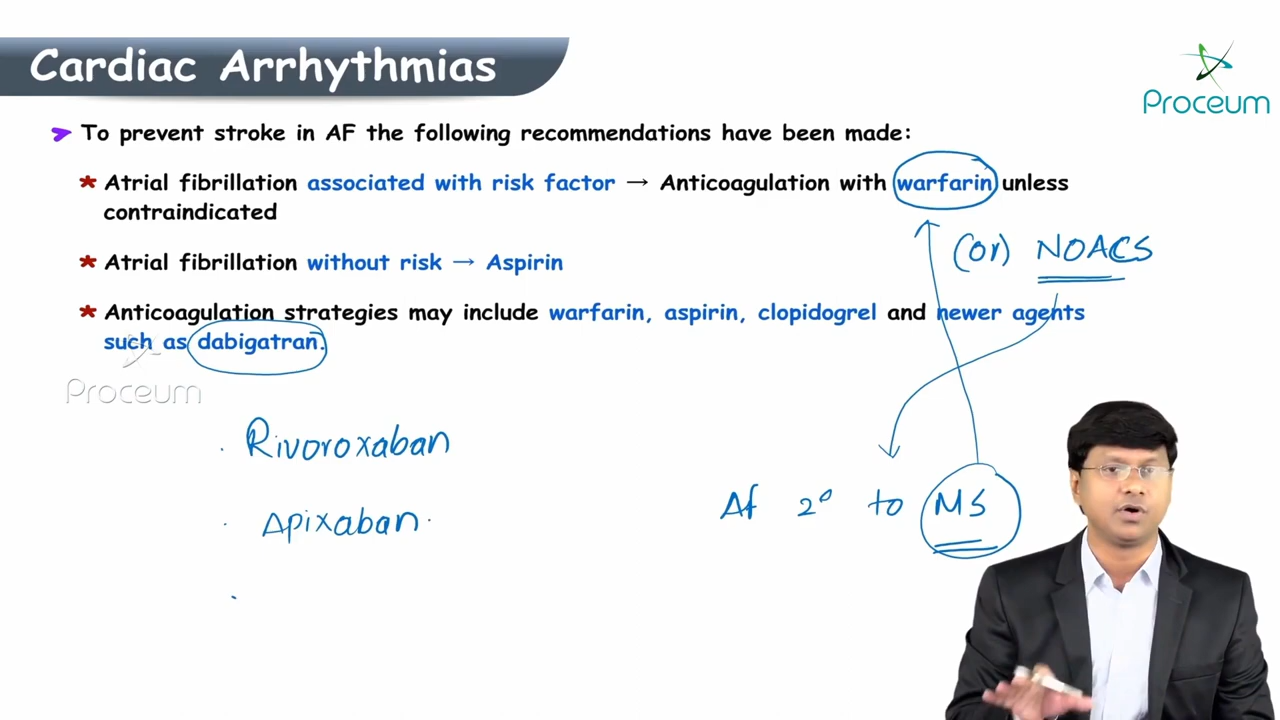 Cardiac Arrhythmias
Proceum
➤ To prevent stroke in AF the following recommendations have been made:
* Atrial fibrillation associated with risk factor → Anticoagulation with warfarin unless
contraindicated
(or) NOACS
* Atrial fibrillation without risk → Aspirin
* Anticoagulation strategies may include warfarin, aspirin, clopidogrel and newer agents
such as dabigatran.
Proceum
. Rivoroxaban
Af 2° to MS
. Apixaban.